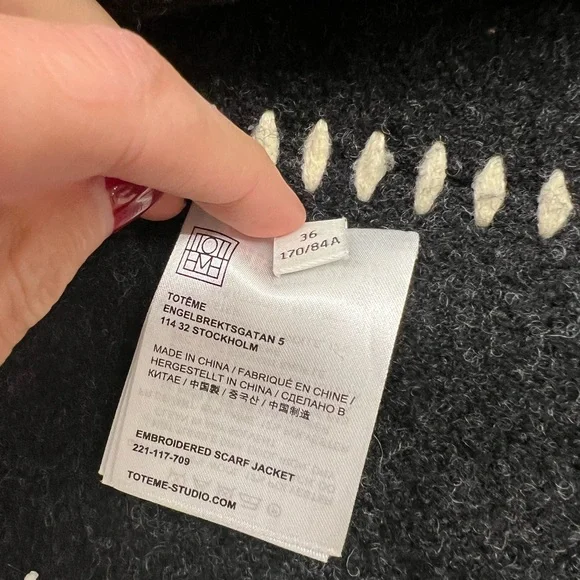 36
170/84A
TOTEME
TOTÊME
ENGELBREKTSGATAN 5
114 32 STOCKHOLM
MADE IN CHINA / FABRIQUÉ EN CHINE /
HERGESTELLT IN CHINA / СДЕЛАНО В
КИТАЕ / 中国製 / 중국산 / 中国制造
EMBROIDERED SCARF JACKET
221-117-709
TOTEME-STUDIO.COM